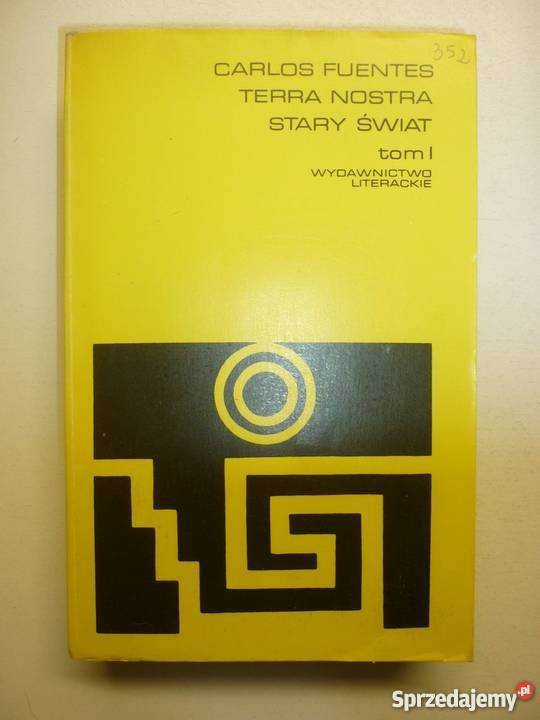 352
CARLOS FUENTES
TERRA NOSTRA
STARY ŚWIAT
tom I
WYDAWNICTWO
LITERACKIE
Sprzedajemy.pl